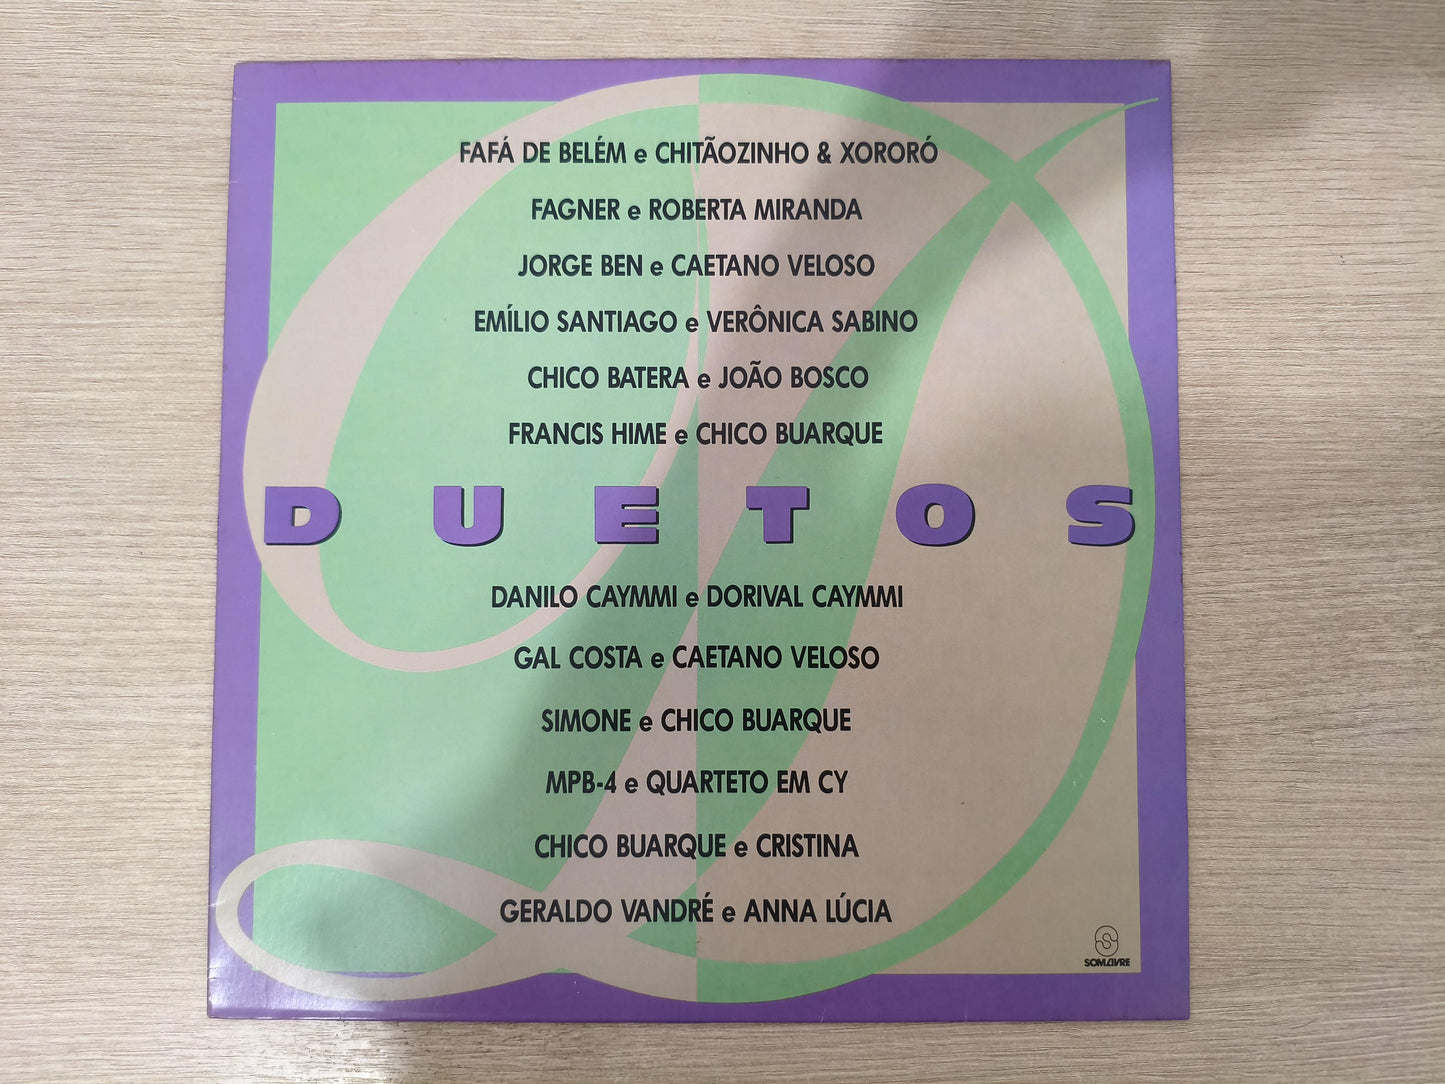 FAFÁ DE BELÉM e CHITÃOZINHO & XORORÓ
FAGNER e ROBERTA MIRANDA
JORGE BEN e CAETANO VELOSO
EMÍLIO SANTIAGO e VERÔNICA SABINO
CHICO BATERA e JOÃO BOSCO
FRANCIS HIME e CHICO BUARQUE
DUETOS
DANILO CAYMMI e DORIVAL CAYMMI
GAL COSTA e CAETANO VELOSO
SIMONE e CHICO BUARQUE
MPB-4 e QUARTETO EM CY
CHICO BUARQUE e CRISTINA
GERALDO VANDRÉ e ANNA LÚCIA
SOM LIVRE